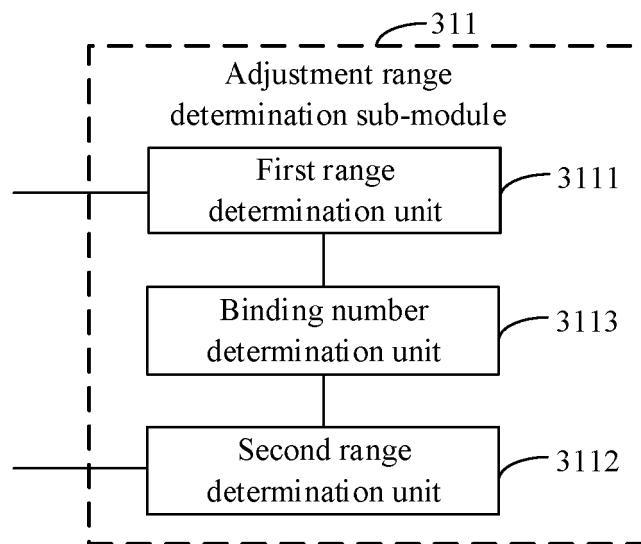 311
Adjustment range
determination sub-module
First range
determination unit
3111
Binding number
determination unit
3113
Second range
determination unit
3112